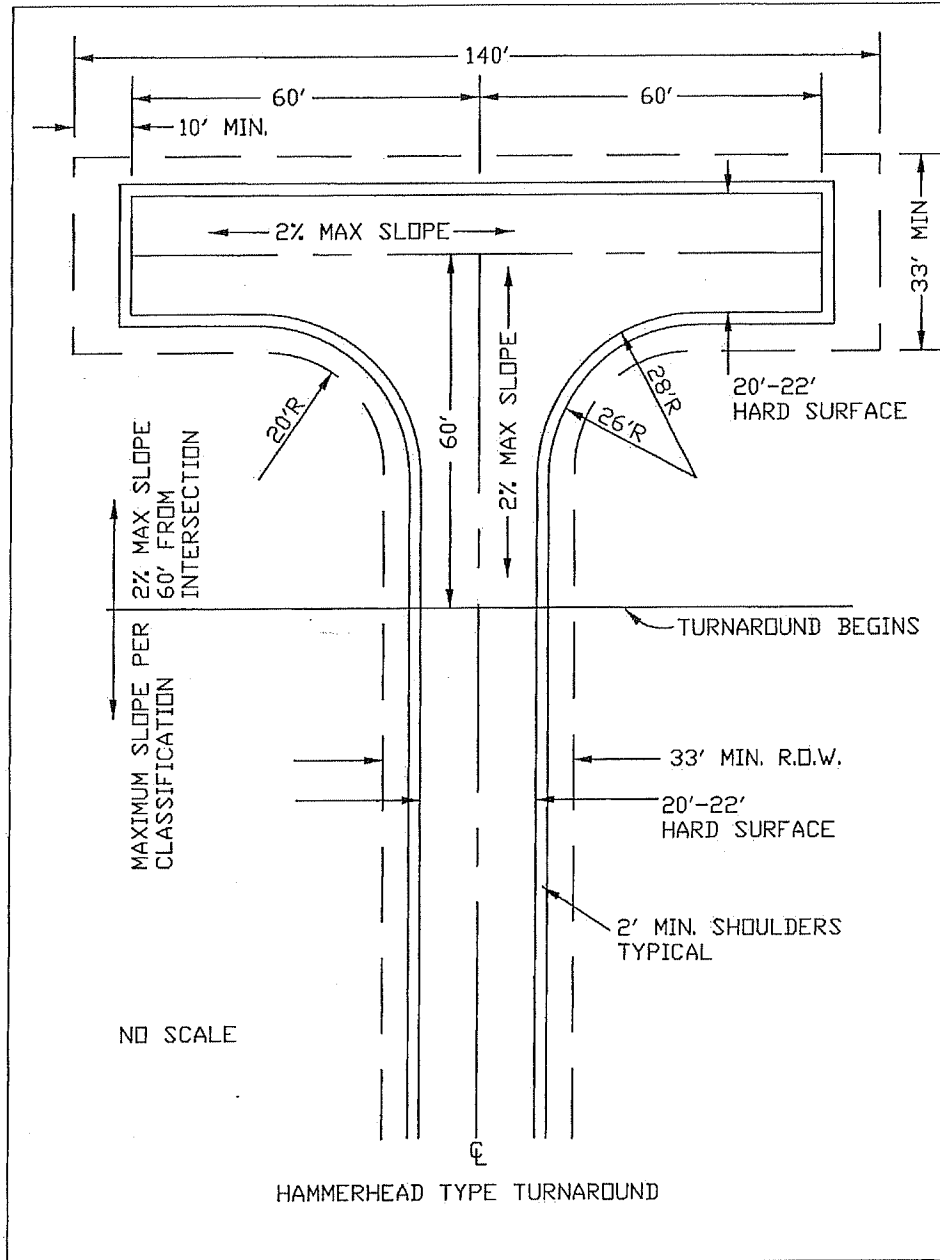 140'
60'
60'
10' MIN.
2% MAX SLOPE
33' MIN
60'
2% MAX SLOPE
20'R
28'R
26'R
20'-22'
HARD SURFACE
2% MAX SLOPE
60' FROM
INTERSECTION
TURNAROUND BEGINS
MAXIMUM SLOPE PER
CLASSIFICATION
33' MIN. R.O.W.
20'-22'
HARD SURFACE
2' MIN. SHOULDERS
TYPICAL
NO SCALE
℄
HAMMERHEAD TYPE TURNAROUND